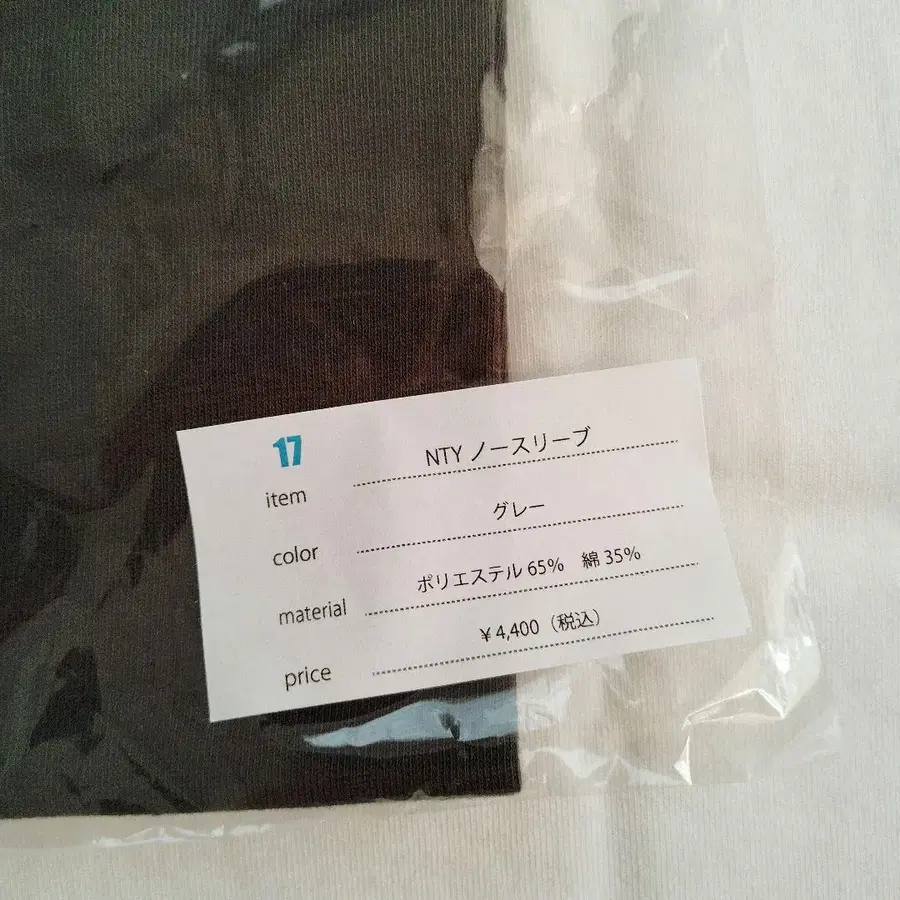 17
item NTY ノースリーブ
color グレー
material ポリエステル 65%　綿 35%
price ￥4,400（税込）